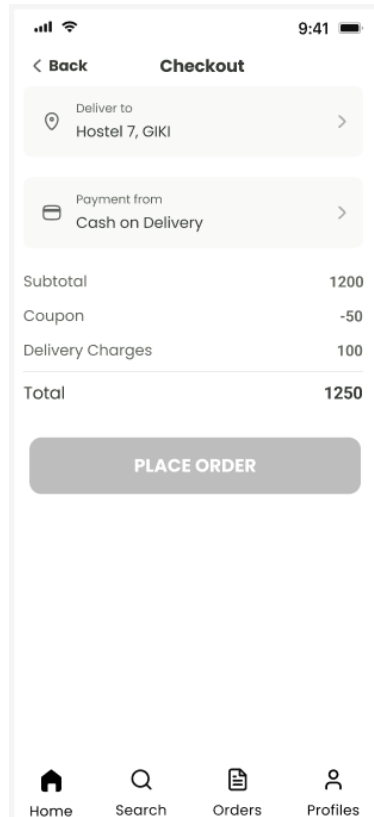 9:41
Back Checkout
Deliver to
Hostel 7, GIKI
Payment from
Cash on Delivery
Subtotal 1200
Coupon -50
Delivery Charges 100
Total 1250
PLACE ORDER
Home Search Orders Profiles